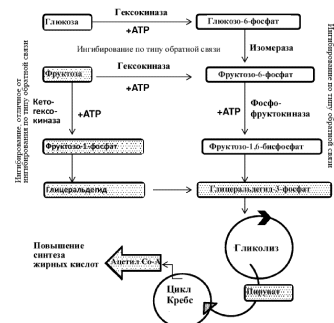 Глюкоза
Гексокиназа
+АТР
Глюкозо-6-фосфат
Ингибирование по типу обратной связи
Изомераза
Фруктоза
Гексокиназа
+АТР
Фруктозо-6-фосфат
Кето-
гексо-
киназа
+АТР
+АТР
Фосфо-
фруктокиназа
Фруктозо-1-фосфат
Фруктозо-1,6-бисфосфат
Глицеральдегид
Глицеральдегид-3-фосфат
Ингибирование отличное от
ингибирования по типу обратной связи
Ингибирование по типу обратной связи
Гликолиз
Повышение
синтеза
жирных кислот
Ацетил Со-А
Пируват
Цикл
Кребс